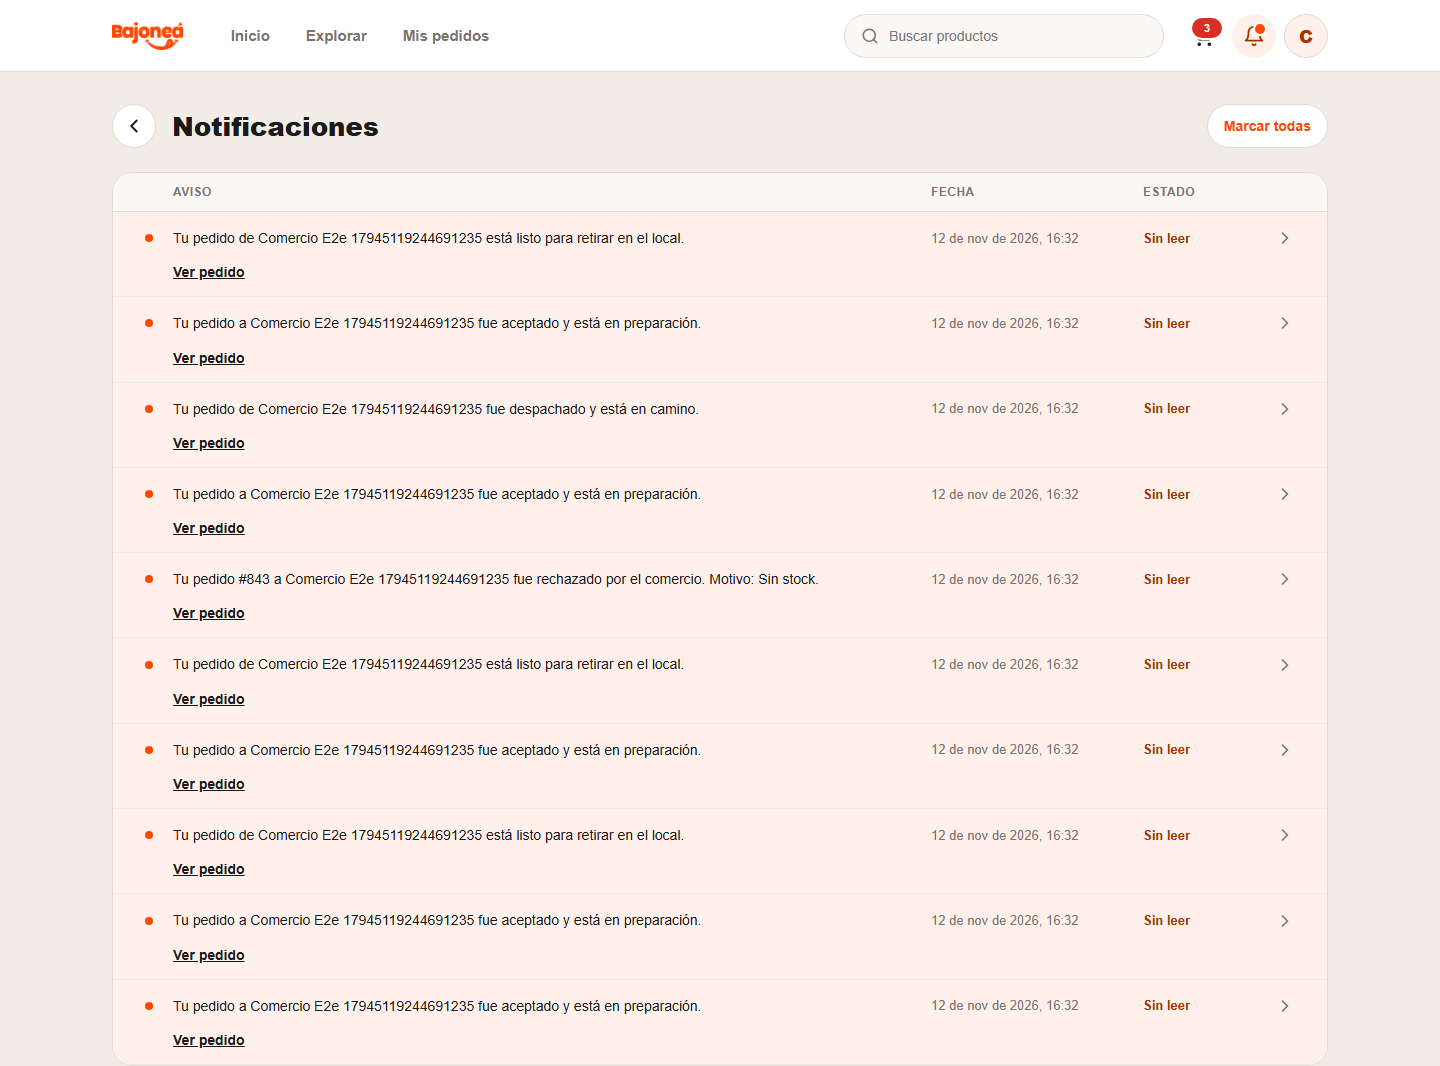 Bajoneá
Inicio
Explorar
Mis pedidos
Buscar productos
3
C
Notificaciones
Marcar todas
AVISO
FECHA
ESTADO
Tu pedido de Comercio E2e 17945119244691235 está listo para retirar en el local.
12 de nov de 2026, 16:32
Sin leer
Ver pedido
Tu pedido a Comercio E2e 17945119244691235 fue aceptado y está en preparación.
12 de nov de 2026, 16:32
Sin leer
Ver pedido
Tu pedido de Comercio E2e 17945119244691235 fue despachado y está en camino.
12 de nov de 2026, 16:32
Sin leer
Ver pedido
Tu pedido a Comercio E2e 17945119244691235 fue aceptado y está en preparación.
12 de nov de 2026, 16:32
Sin leer
Ver pedido
Tu pedido #843 a Comercio E2e 17945119244691235 fue rechazado por el comercio. Motivo: Sin stock.
12 de nov de 2026, 16:32
Sin leer
Ver pedido
Tu pedido de Comercio E2e 17945119244691235 está listo para retirar en el local.
12 de nov de 2026, 16:32
Sin leer
Ver pedido
Tu pedido a Comercio E2e 17945119244691235 fue aceptado y está en preparación.
12 de nov de 2026, 16:32
Sin leer
Ver pedido
Tu pedido de Comercio E2e 17945119244691235 está listo para retirar en el local.
12 de nov de 2026, 16:32
Sin leer
Ver pedido
Tu pedido a Comercio E2e 17945119244691235 fue aceptado y está en preparación.
12 de nov de 2026, 16:32
Sin leer
Ver pedido
Tu pedido a Comercio E2e 17945119244691235 fue aceptado y está en preparación.
12 de nov de 2026, 16:32
Sin leer
Ver pedido